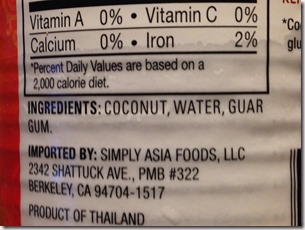 Vitamin A 0% • Vitamin C 0%
Calcium 0% • Iron 2%
*Percent Daily Values are based on a
2,000 calorie diet.
INGREDIENTS: COCONUT, WATER, GUAR
GUM.
IMPORTED BY: SIMPLY ASIA FOODS, LLC
2342 SHATTUCK AVE., PMB #322
BERKELEY, CA 94704-1517
PRODUCT OF THAILAND
*Co
glu